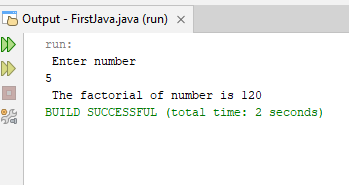 Output - FirstJava.java (run) ×
run:
Enter number
5
The factorial of number is 120
BUILD SUCCESSFUL (total time: 2 seconds)